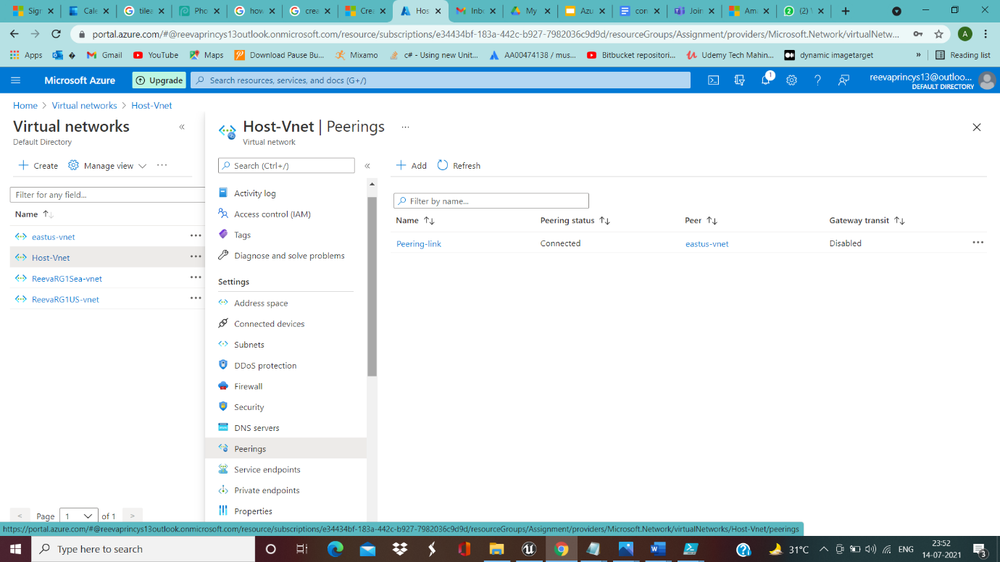 Sign
Cale
tilea
Pho
how
crea
Crea
Hos
Inbo
My
Azu
cori
Join
Ama
(2)
portal.azure.com/#@reevaprincys13outlook.onmicrosoft.com/resource/subscriptions/e34434bf-183a-442c-b927-7982036c9d9d/resourceGroups/Assignment/providers/Microsoft.Network/virtualNetw...
A
Apps
Gmail
YouTube
Maps
Download Pause Bu...
Mixamo
c# - Using new Unit...
AA00474138 / mus...
Bitbucket repositori...
Udemy Tech Mahin...
dynamic imagetarget
»
Reading list
Microsoft Azure
Upgrade
Search resources, services, and docs (G+/)
1
reevaprincys13@outloo...
DEFAULT DIRECTORY
Home > Virtual networks > Host-Vnet
Virtual networks
Default Directory
«
Create
Manage view
...
Filter for any field...
Name ↑↓
eastus-vnet
Host-Vnet
ReevaRG1Sea-vnet
ReevaRG1US-vnet
< Page 1 of 1 >
Host-Vnet | Peerings ...
Virtual network
Search (Ctrl+/)
«
Activity log
Access control (IAM)
Tags
Diagnose and solve problems
Settings
Address space
Connected devices
Subnets
DDoS protection
Firewall
Security
DNS servers
Peerings
Service endpoints
Private endpoints
Properties
Add
Refresh
Filter by name...
Name ↑↓ Peering status ↑↓ Peer ↑↓ Gateway transit ↑↓
Peering-link Connected eastus-vnet Disabled ...
https://portal.azure.com/#@reevaprincys13outlook.onmicrosoft.com/resource/subscriptions/e34434bf-183a-442c-b927-7982036c9d9d/resourceGroups/Assignment/providers/Microsoft.Network/virtualNetworks/Host-Vnet/peerings
Type here to search
31°C
ENG
23:52
14-07-2021
3